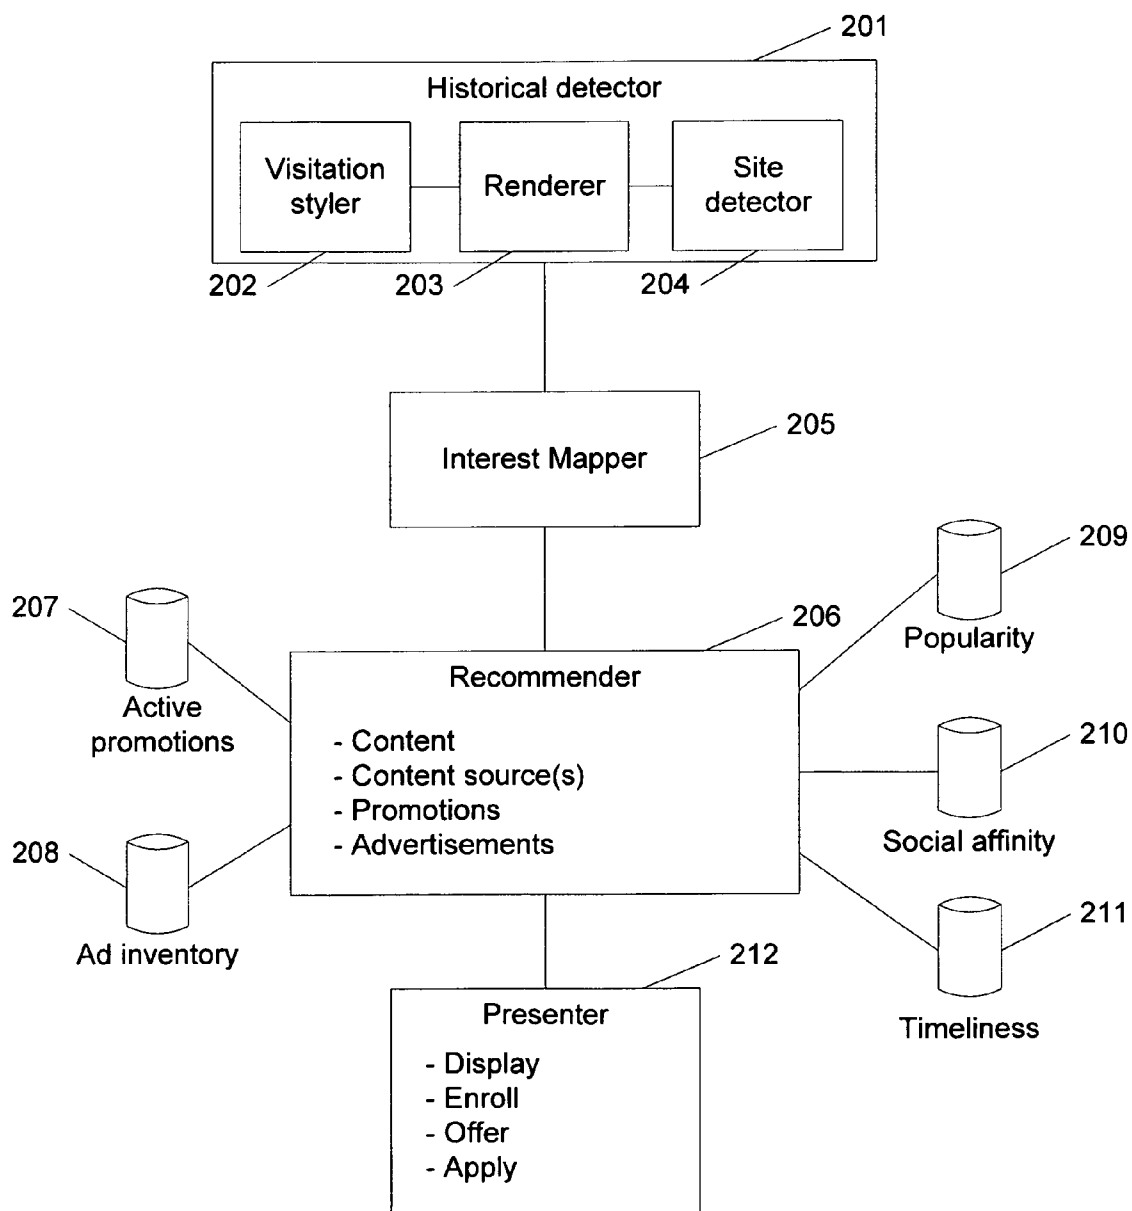 201
Historical detector
Visitation
styler
Renderer
Site
detector
202
203
204
205
Interest Mapper
209
Popularity
207
Active
promotions
206
Recommender
- Content
- Content source(s)
- Promotions
- Advertisements
210
Social affinity
208
Ad inventory
211
Timeliness
212
Presenter
- Display
- Enroll
- Offer
- Apply